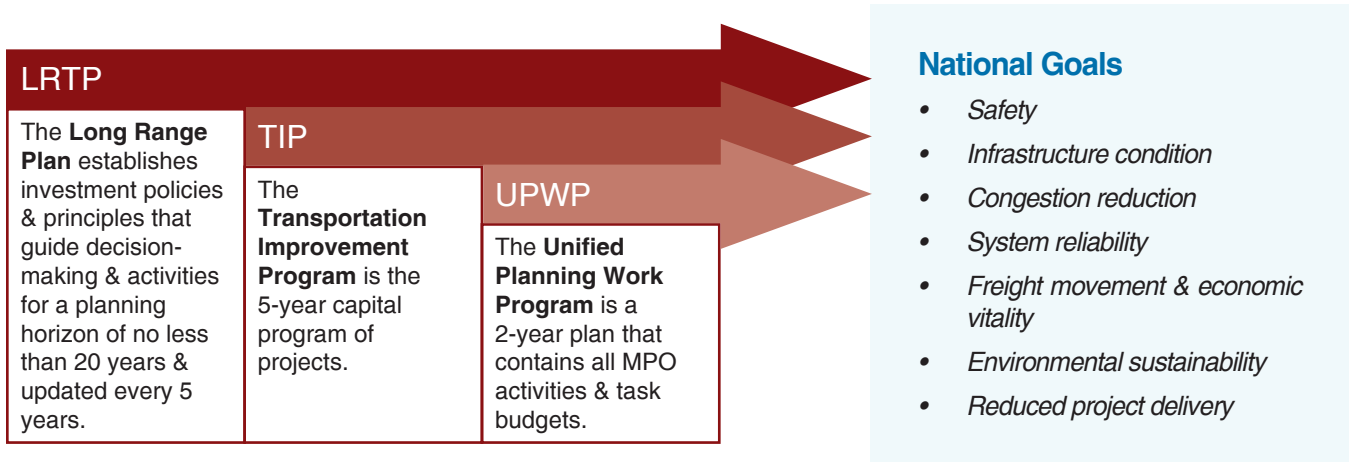 LRTP
The Long Range
Plan establishes
investment policies
& principles that
guide decision-
making & activities
for a planning
horizon of no less
than 20 years &
updated every 5
years.
TIP
The
Transportation
Improvement
Program is the
5-year capital
program of
projects.
UPWP
The Unified
Planning Work
Program is a
2-year plan that
contains all MPO
activities & task
budgets.
National Goals
• Safety
• Infrastructure condition
• Congestion reduction
• System reliability
• Freight movement & economic
vitality
• Environmental sustainability
• Reduced project delivery